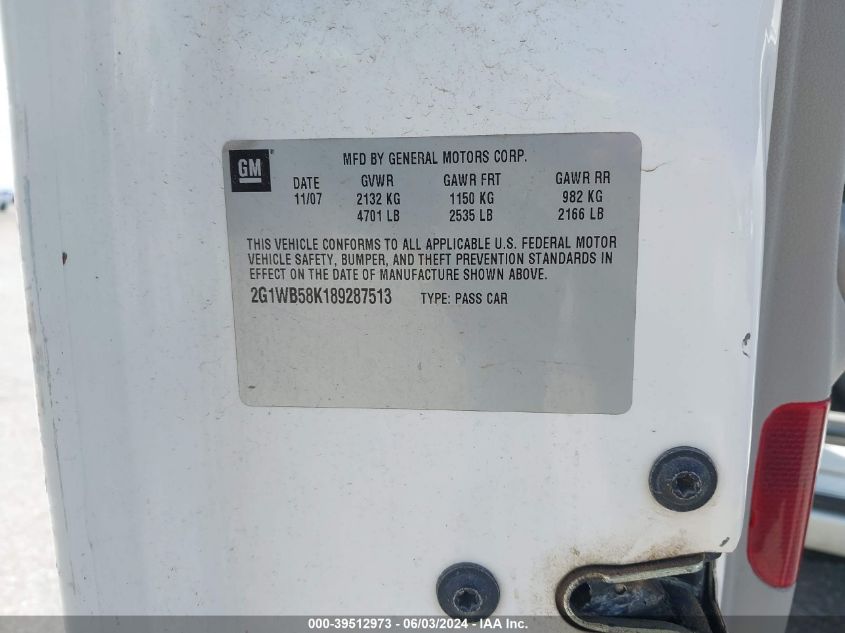 GM
MFD BY GENERAL MOTORS CORP.
DATE GVWR GAWR FRT GAWR RR
11/07 2132 KG 1150 KG 982 KG
4701 LB 2535 LB 2166 LB
THIS VEHICLE CONFORMS TO ALL APPLICABLE U.S. FEDERAL MOTOR
VEHICLE SAFETY, BUMPER, AND THEFT PREVENTION STANDARDS IN
EFFECT ON THE DATE OF MANUFACTURE SHOWN ABOVE.
2G1WB58K189287513 TYPE: PASS CAR
000-39512973 - 06/03/2024 - IAA Inc.